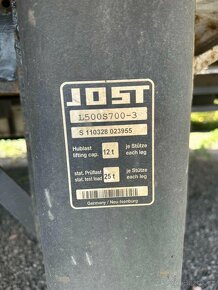 JOST
L500S700-3
S 110328 023955
Hublast 12 t je Stütze
lifting cap. each leg
stat. Prüflast 25 t je Stütze
stat. test load each leg
Germany / Neu-Isenburg